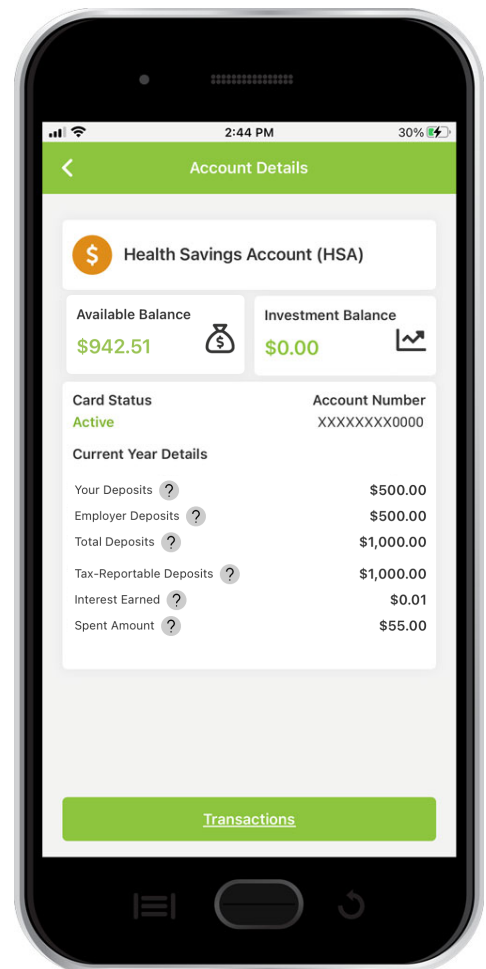 2:44 PM 30%
Account Details
$ Health Savings Account (HSA)
Available Balance
$942.51 $
Investment Balance
$0.00
Card Status Account Number
Active XXXXXXXX0000
Current Year Details
Your Deposits ? $500.00
Employer Deposits ? $500.00
Total Deposits ? $1,000.00
Tax-Reportable Deposits ? $1,000.00
Interest Earned ? $0.01
Spent Amount ? $55.00
Transactions